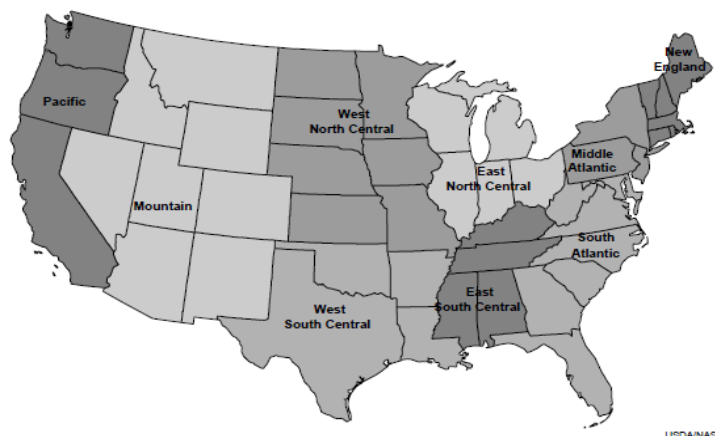 New
England
Pacific
West
North Central
Middle
Atlantic
East
North Central
Mountain
South
Atlantic
East
South Central
West
South Central
USDA/NAS